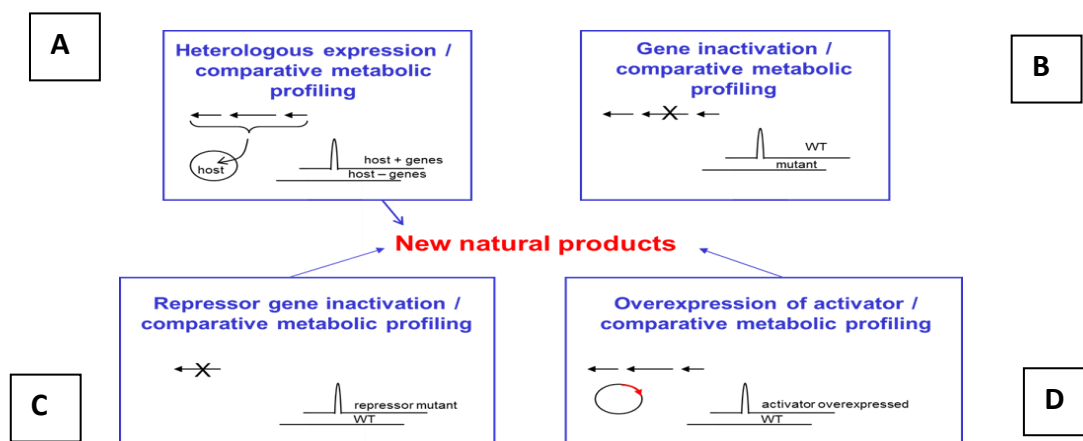 A
Heterologous expression /
comparative metabolic
profiling
host
host + genes
host – genes
Gene inactivation /
comparative metabolic
profiling
X
WT
mutant
B
New natural products
Repressor gene inactivation /
comparative metabolic profiling
X
repressor mutant
WT
C
Overexpression of activator /
comparative metabolic profiling
activator overexpressed
WT
D